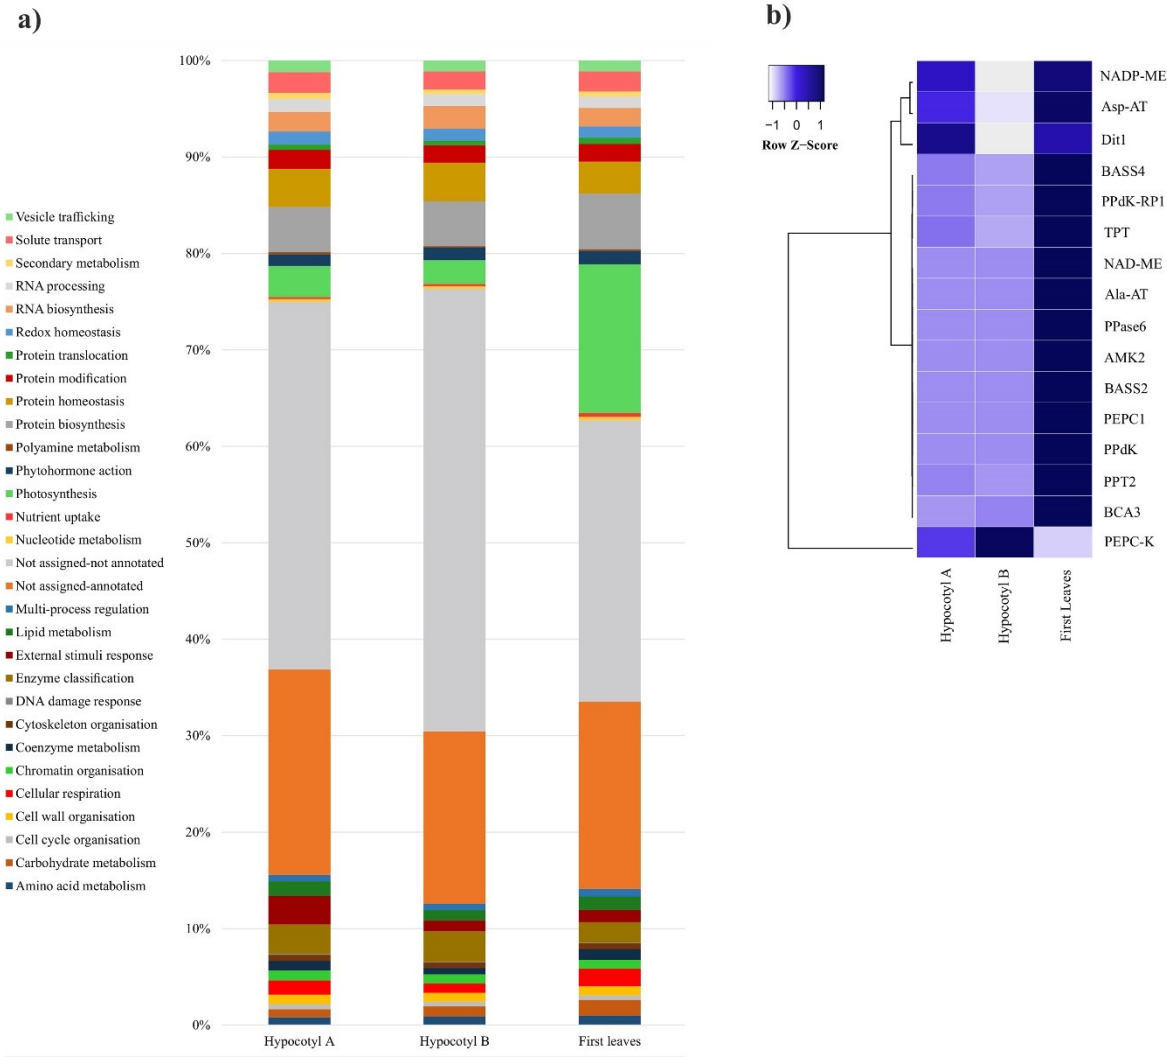 a)
100%
90%
80%
70%
60%
50%
40%
30%
20%
10%
0%
Vesicle trafficking
Solute transport
Secondary metabolism
RNA processing
RNA biosynthesis
Redox homeostasis
Protein translocation
Protein modification
Protein homeostasis
Protein biosynthesis
Polyamine metabolism
Phytohormone action
Photosynthesis
Nutrient uptake
Nucleotide metabolism
Not assigned-not annotated
Not assigned-annotated
Multi-process regulation
Lipid metabolism
External stimuli response
Enzyme classification
DNA damage response
Cytoskeleton organisation
Coenzyme metabolism
Chromatin organisation
Cellular respiration
Cell wall organisation
Cell cycle organisation
Carbohydrate metabolism
Amino acid metabolism
Hypocotyl A Hypocotyl B First leaves
b)
−1 0 1
Row Z−Score
NADP-ME
Asp-AT
Dit1
BASS4
PPdK-RP1
TPT
NAD-ME
Ala-AT
PPase6
AMK2
BASS2
PEPC1
PPdK
PPT2
BCA3
PEPC-K
Hypocotyl A
Hypocotyl B
First Leaves